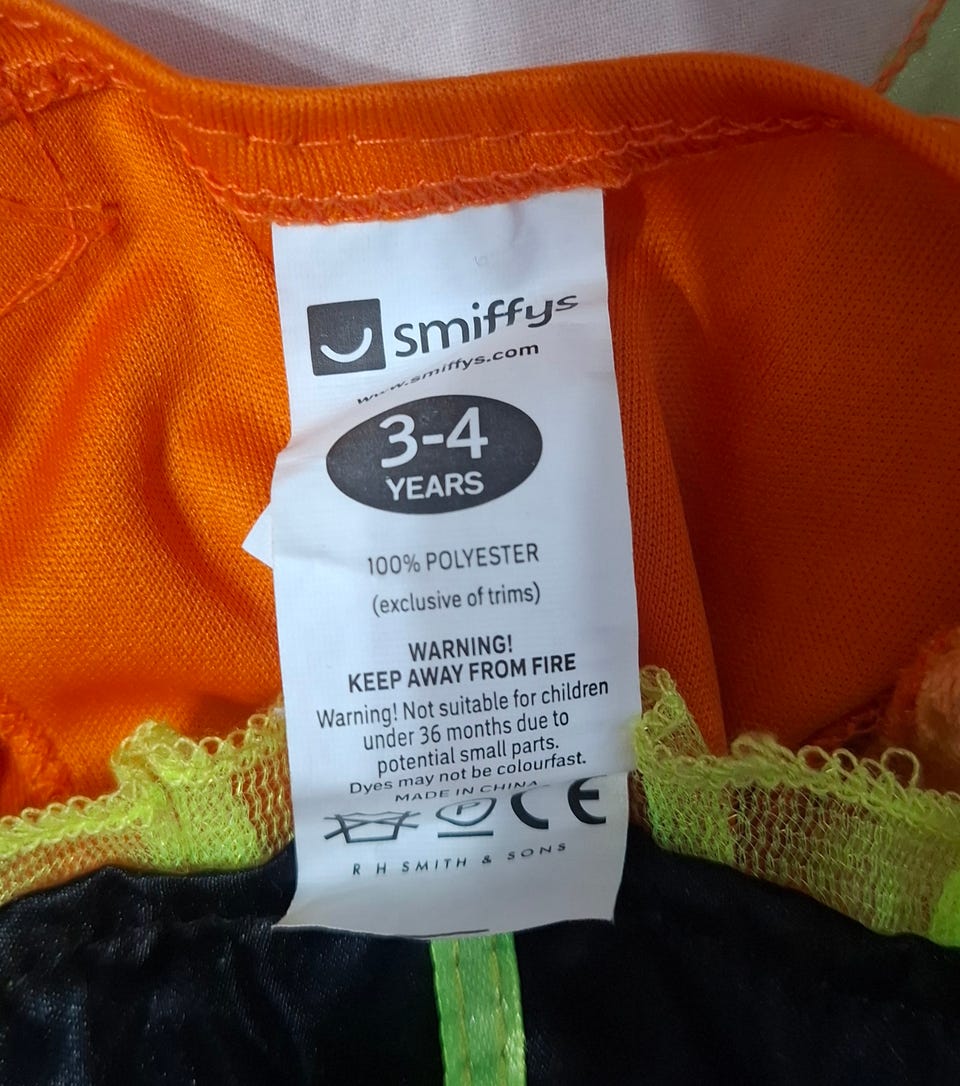 smiffys
www.smiffys.com
3-4
YEARS
100% POLYESTER
(exclusive of trims)
WARNING!
KEEP AWAY FROM FIRE
Warning! Not suitable for children
under 36 months due to
potential small parts.
Dyes may not be colourfast.
MADE IN CHINA
P CE
R H SMITH & SONS